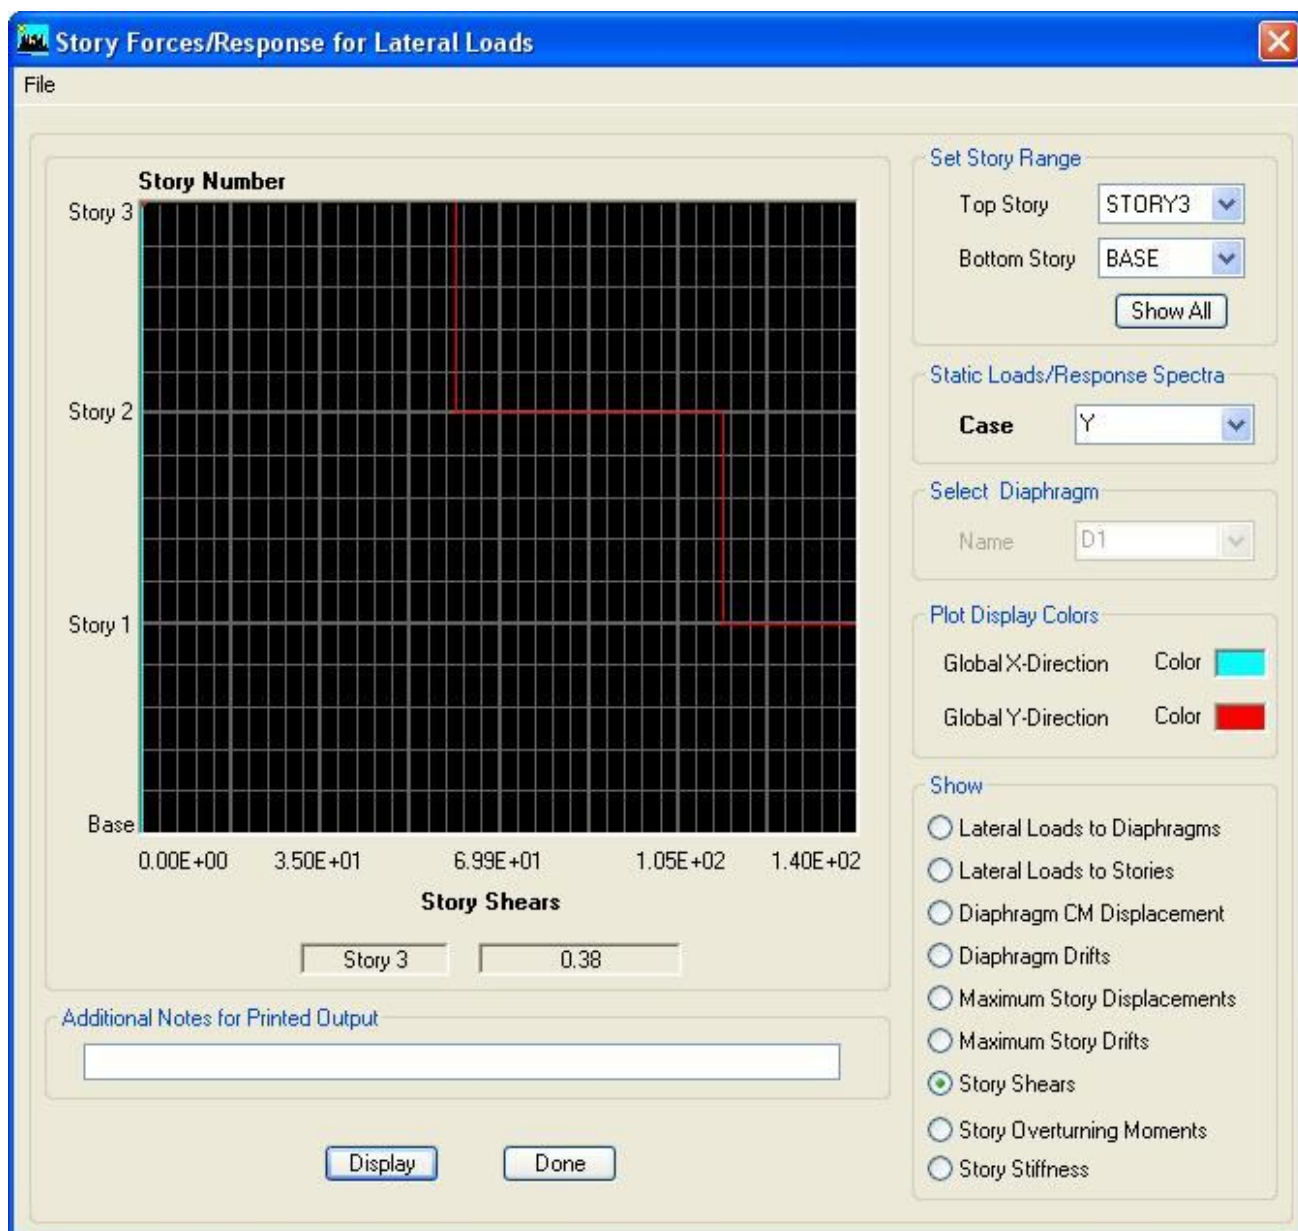 Story Forces/Response for Lateral Loads
File
Story Number
Story 3
Story 2
Story 1
Base
0.00E+00 3.50E+01 6.99E+01 1.05E+02 1.40E+02
Story Shears
Story 3 0.38
Additional Notes for Printed Output
Display Done
Set Story Range
Top Story STORY3
Bottom Story BASE
Show All
Static Loads/Response Spectra
Case Y
Select Diaphragm
Name D1
Plot Display Colors
Global X-Direction Color
Global Y-Direction Color
Show
Lateral Loads to Diaphragms
Lateral Loads to Stories
Diaphragm CM Displacement
Diaphragm Drifts
Maximum Story Displacements
Maximum Story Drifts
Story Shears
Story Overturning Moments
Story Stiffness